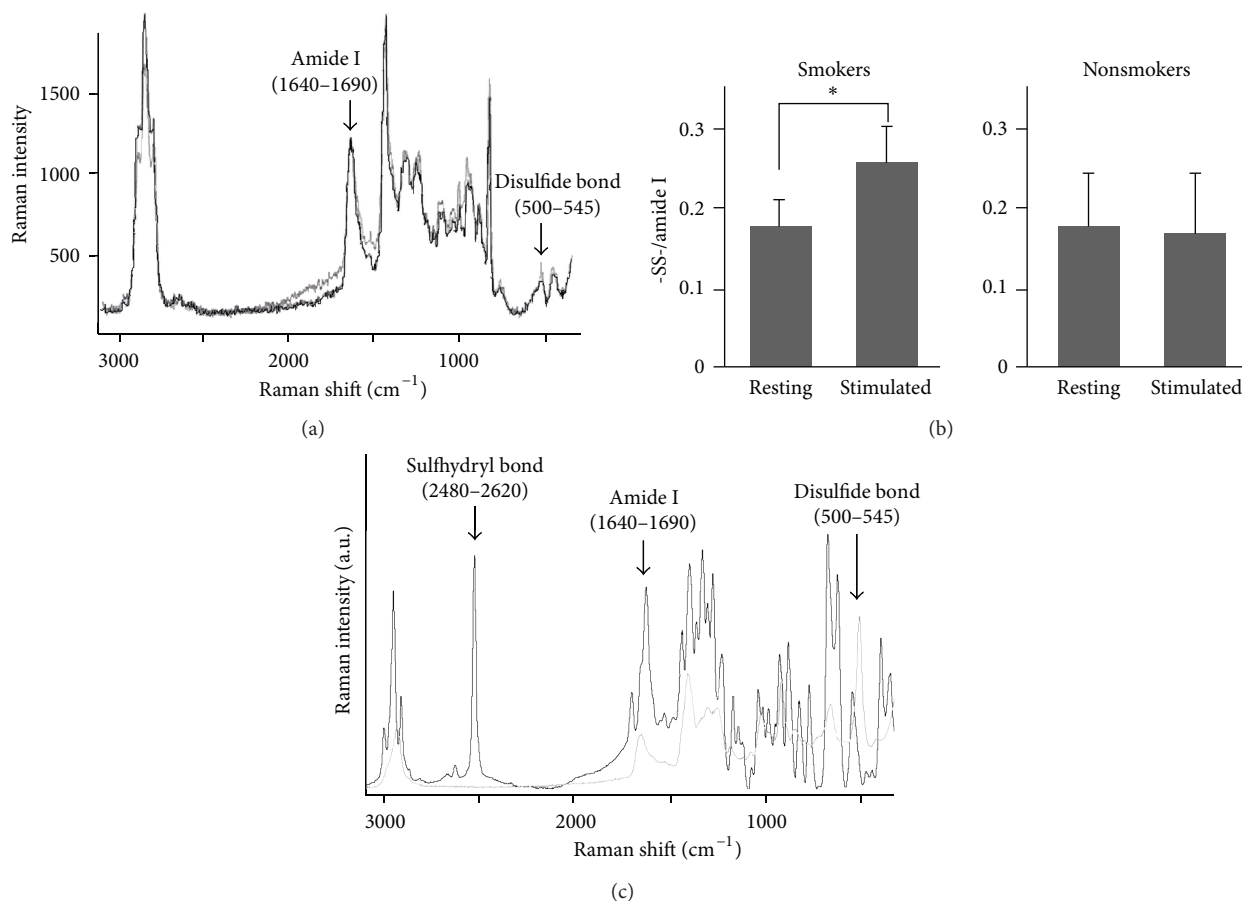 Raman intensity
1500
1000
500
Amide I
(1640–1690)
Disulfide bond
(500–545)
3000
2000
1000
Raman shift (cm−1)
(a)
Smokers
*
-SS-/amide I
0.3
0.2
0.1
0
Resting
Stimulated
Nonsmokers
0.3
0.2
0.1
0
Resting
Stimulated
(b)
Sulfhydryl bond
(2480–2620)
Amide I
(1640–1690)
Disulfide bond
(500–545)
Raman intensity (a.u.)
3000
2000
1000
Raman shift (cm−1)
(c)